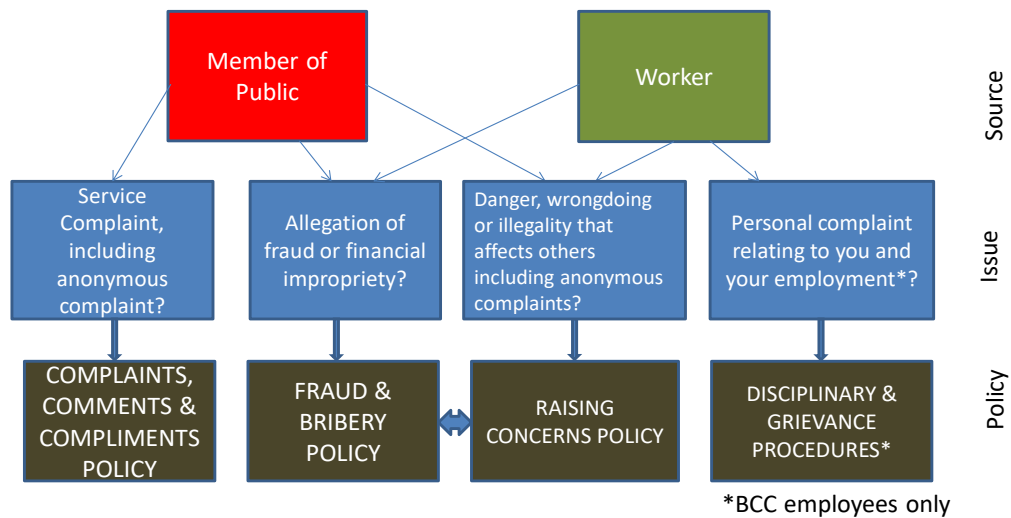 Member of
Public
Worker
Source
Service
Complaint,
including
anonymous
complaint?
Allegation of
fraud or financial
impropriety?
Danger, wrongdoing
or illegality that
affects others
including anonymous
complaints?
Personal complaint
relating to you and
your employment*?
Issue
COMPLAINTS,
COMMENTS &
COMPLIMENTS
POLICY
FRAUD &
BRIBERY
POLICY
RAISING
CONCERNS POLICY
DISCIPLINARY &
GRIEVANCE
PROCEDURES*
Policy
*BCC employees only